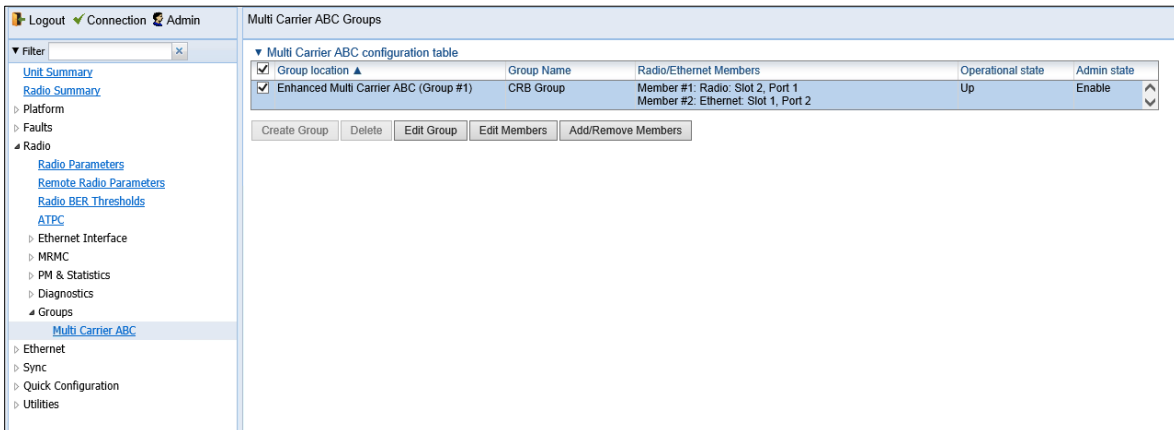 Logout Connection Admin
Multi Carrier ABC Groups
Filter
Unit Summary
Radio Summary
Platform
Faults
Radio
Radio Parameters
Remote Radio Parameters
Radio BER Thresholds
ATPC
Ethernet Interface
MRMC
PM & Statistics
Diagnostics
Groups
Multi Carrier ABC
Ethernet
Sync
Quick Configuration
Utilities
Multi Carrier ABC configuration table
Group location ▲ Group Name Radio/Ethernet Members Operational state Admin state
Enhanced Multi Carrier ABC (Group #1) CRB Group Member #1: Radio: Slot 2, Port 1 Up Enable
Member #2: Ethernet: Slot 1, Port 2
Create Group Delete Edit Group Edit Members Add/Remove Members